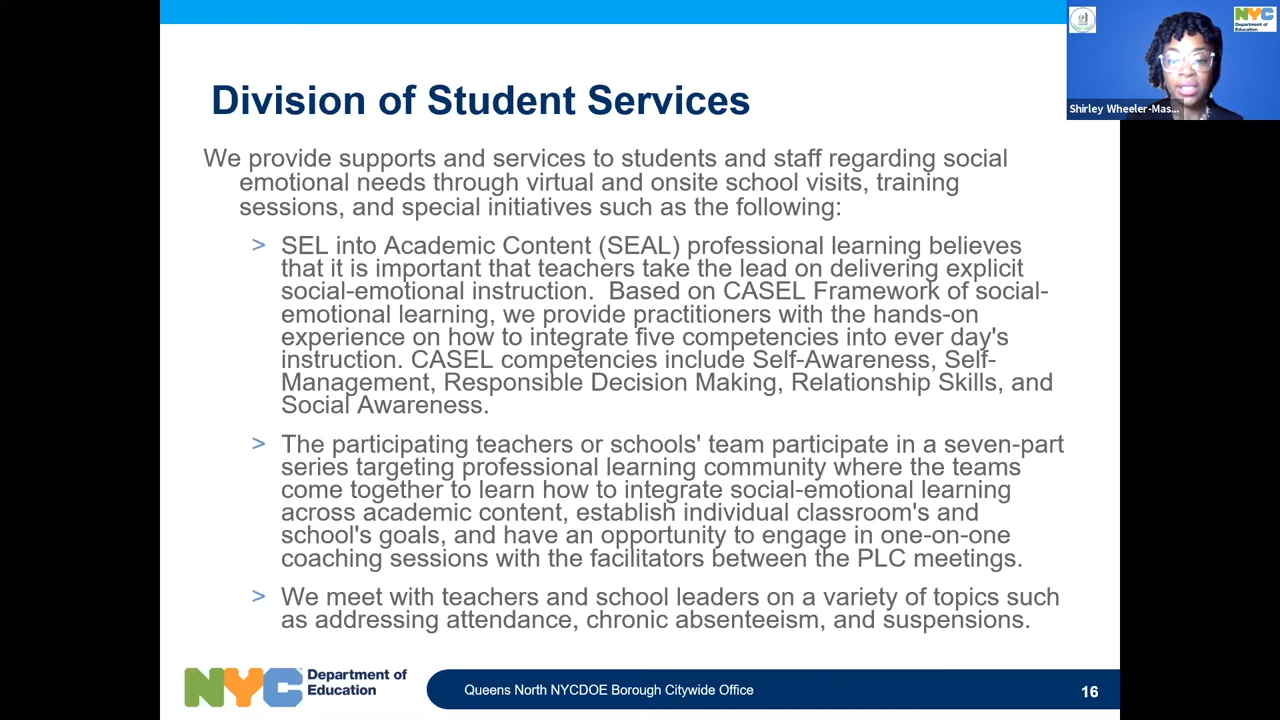 Division of Student Services
We provide supports and services to students and staff regarding social
emotional needs through virtual and onsite school visits, training
sessions, and special initiatives such as the following:
> SEL into Academic Content (SEAL) professional learning believes
that it is important that teachers take the lead on delivering explicit
social-emotional instruction.  Based on CASEL Framework of social-
emotional learning, we provide practitioners with the hands-on
experience on how to integrate five competencies into ever day's
instruction. CASEL competencies include Self-Awareness, Self-
Management, Responsible Decision Making, Relationship Skills, and
Social Awareness.
> The participating teachers or schools' team participate in a seven-part
series targeting professional learning community where the teams
come together to learn how to integrate social-emotional learning
across academic content, establish individual classroom's and
school's goals, and have an opportunity to engage in one-on-one
coaching sessions with the facilitators between the PLC meetings.
> We meet with teachers and school leaders on a variety of topics such
as addressing attendance, chronic absenteeism, and suspensions.
NYC Department of
Education
Queens North NYCDOE Borough Citywide Office
16
NYC
Department of
Education
Shirley Wheeler-Mas...